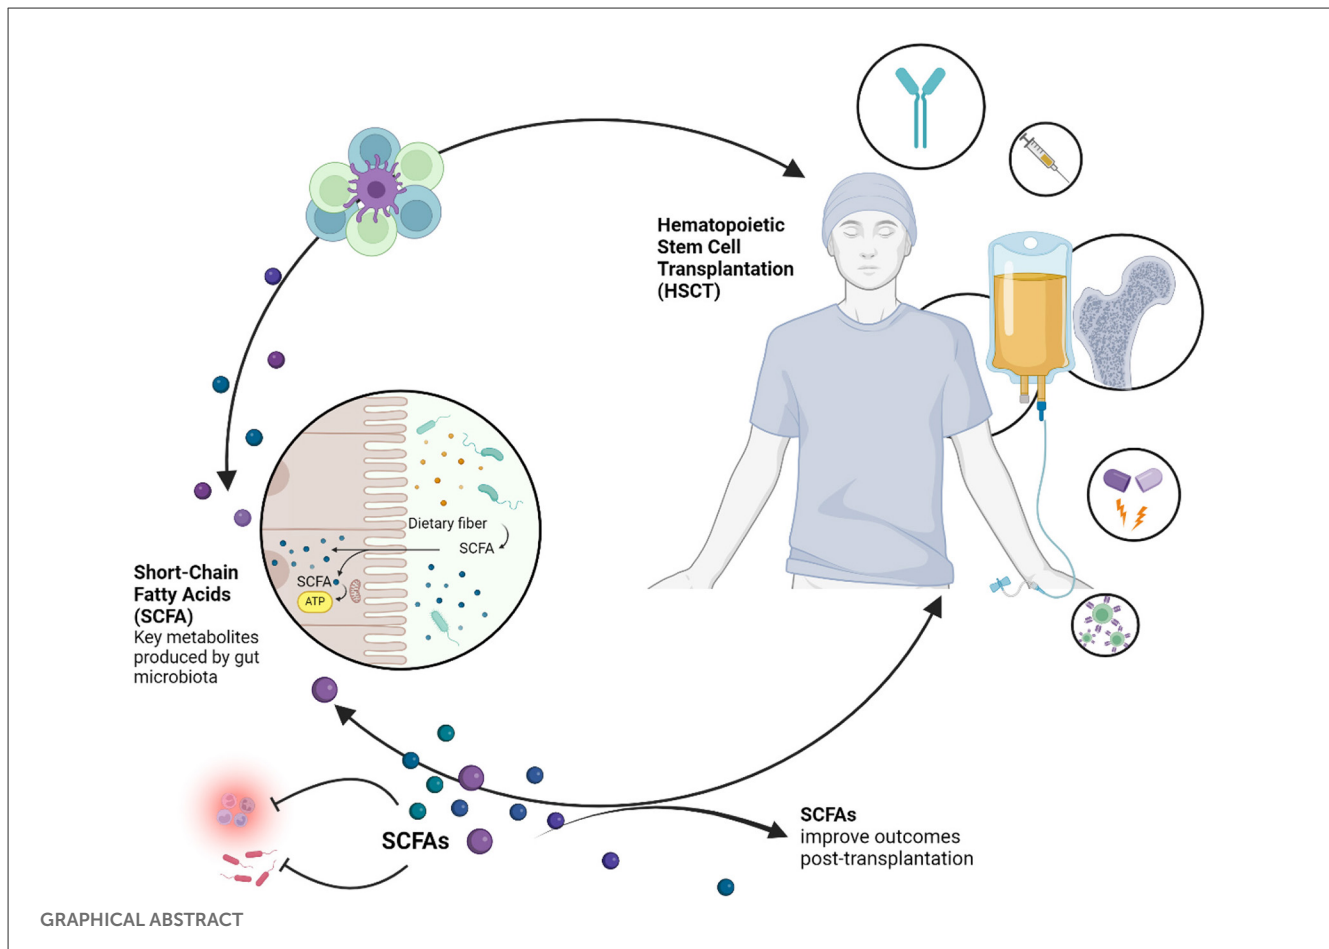 Hematopoietic
Stem Cell
Transplantation
(HSCT)
Dietary fiber
SCFA
SCFA
ATP
Short-Chain
Fatty Acids
(SCFA)
Key metabolites
produced by gut
microbiota
SCFAs
SCFAs
improve outcomes
post-transplantation
GRAPHICAL ABSTRACT